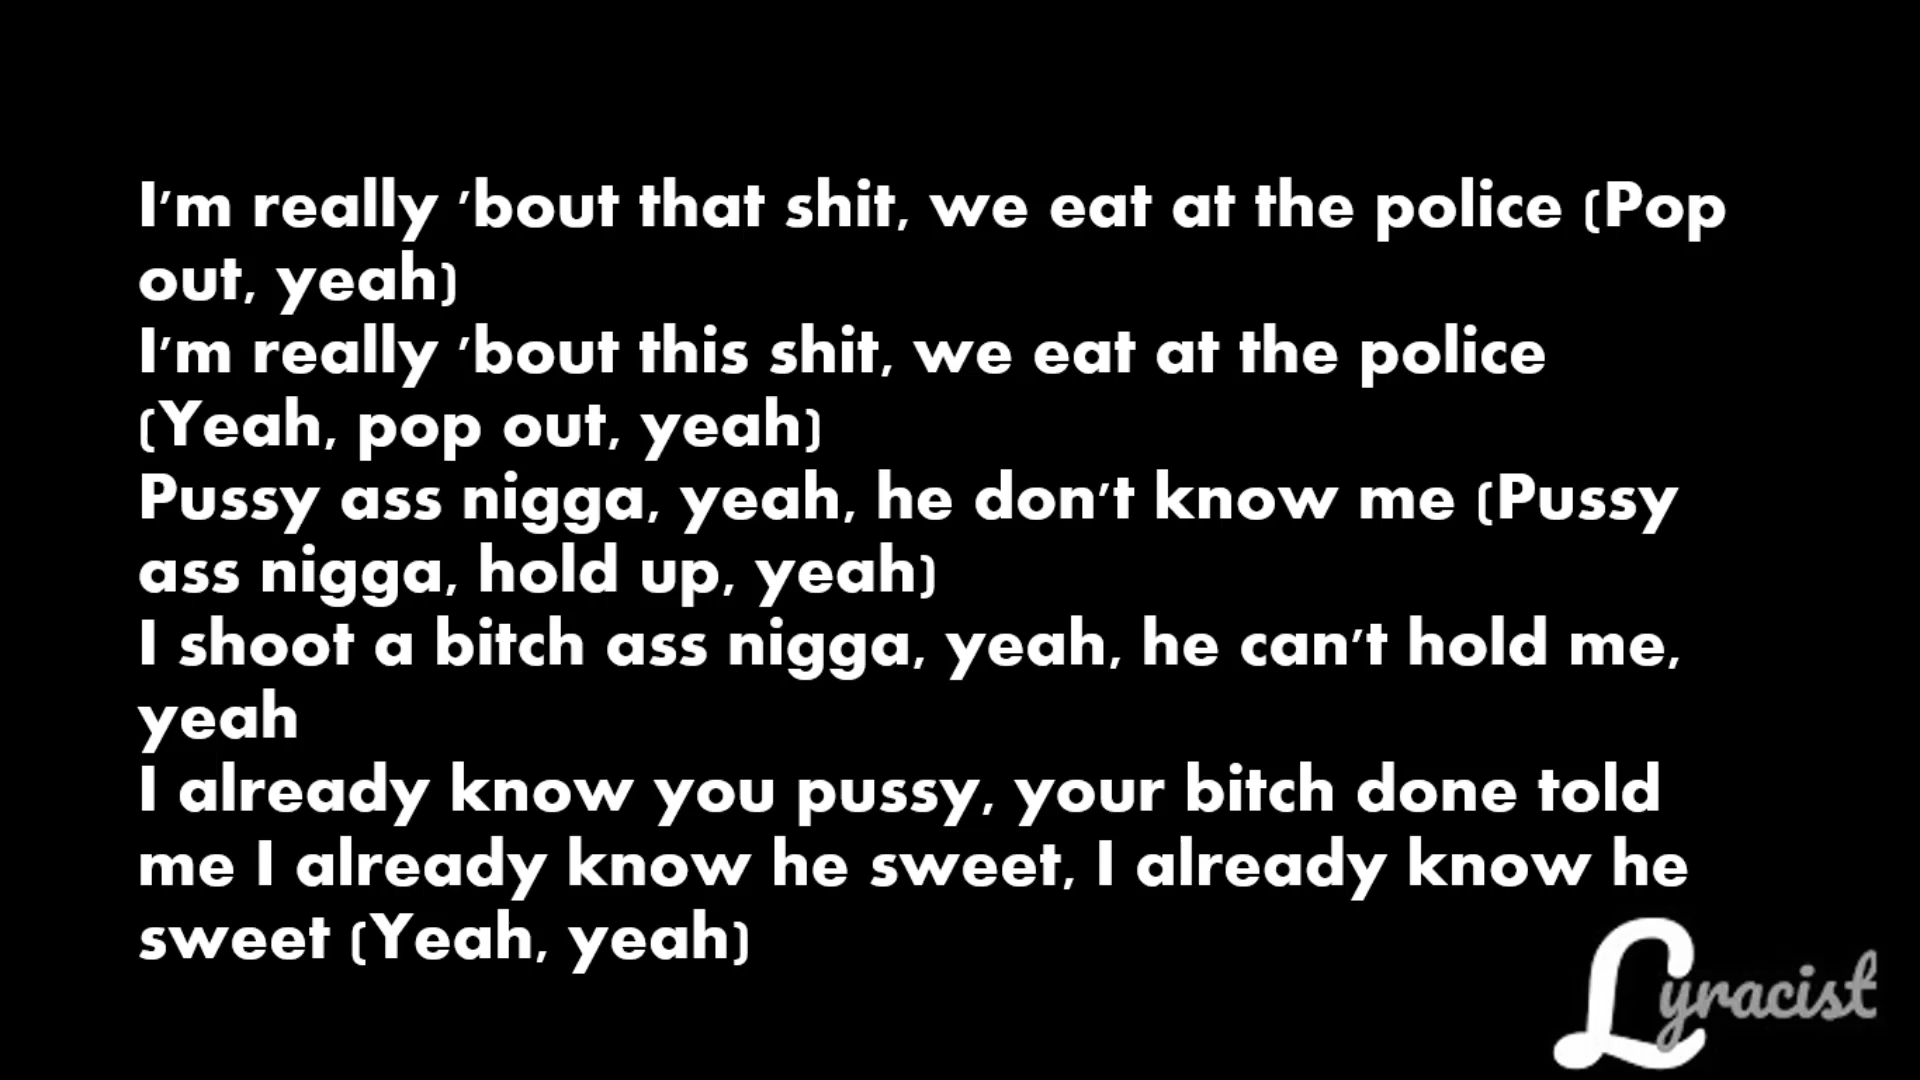 I'm really 'bout that shit, we eat at the police (Pop
out, yeah)
I'm really 'bout this shit, we eat at the police
(Yeah, pop out, yeah)
Pussy ass nigga, yeah, he don't know me (Pussy
ass nigga, hold up, yeah)
I shoot a bitch ass nigga, yeah, he can't hold me,
yeah
I already know you pussy, your bitch done told
me I already know he sweet, I already know he
sweet (Yeah, yeah)
Lyracist